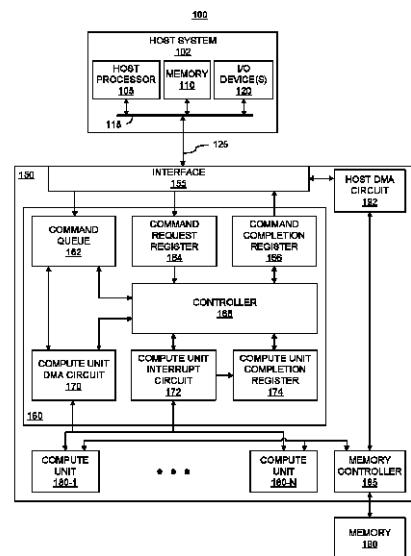 100
HOST SYSTEM
102
HOST
PROCESSOR
105
MEMORY
110
I/O
DEVICE(S)
120
115
125
150
INTERFACE
155
HOST DMA
CIRCUIT
192
COMMAND
QUEUE
162
COMMAND
REQUEST
REGISTER
164
COMMAND
COMPLETION
REGISTER
166
CONTROLLER
168
COMPUTE UNIT
DMA CIRCUIT
170
COMPUTE UNIT
INTERRUPT
CIRCUIT
172
COMPUTE UNIT
COMPLETION
REGISTER
174
160
COMPUTE
UNIT
180-1
• • •
COMPUTE
UNIT
180-N
MEMORY
CONTROLLER
185
MEMORY
190